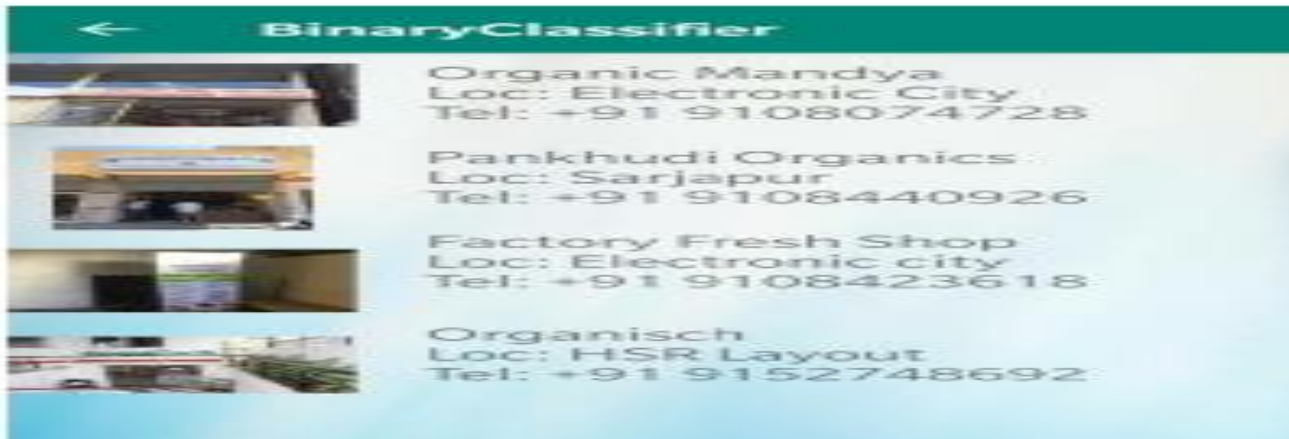 ← BinaryClassifier
Organic Mandya
Loc: Electronic City
Tel: +91 9108074728
Pankhudi Organics
Loc: Sarjapur
Tel: +91 9108440926
Factory Fresh Shop
Loc: Electronic city
Tel: +91 9108423618
Organisch
Loc: HSR Layout
Tel: +91 9152748692